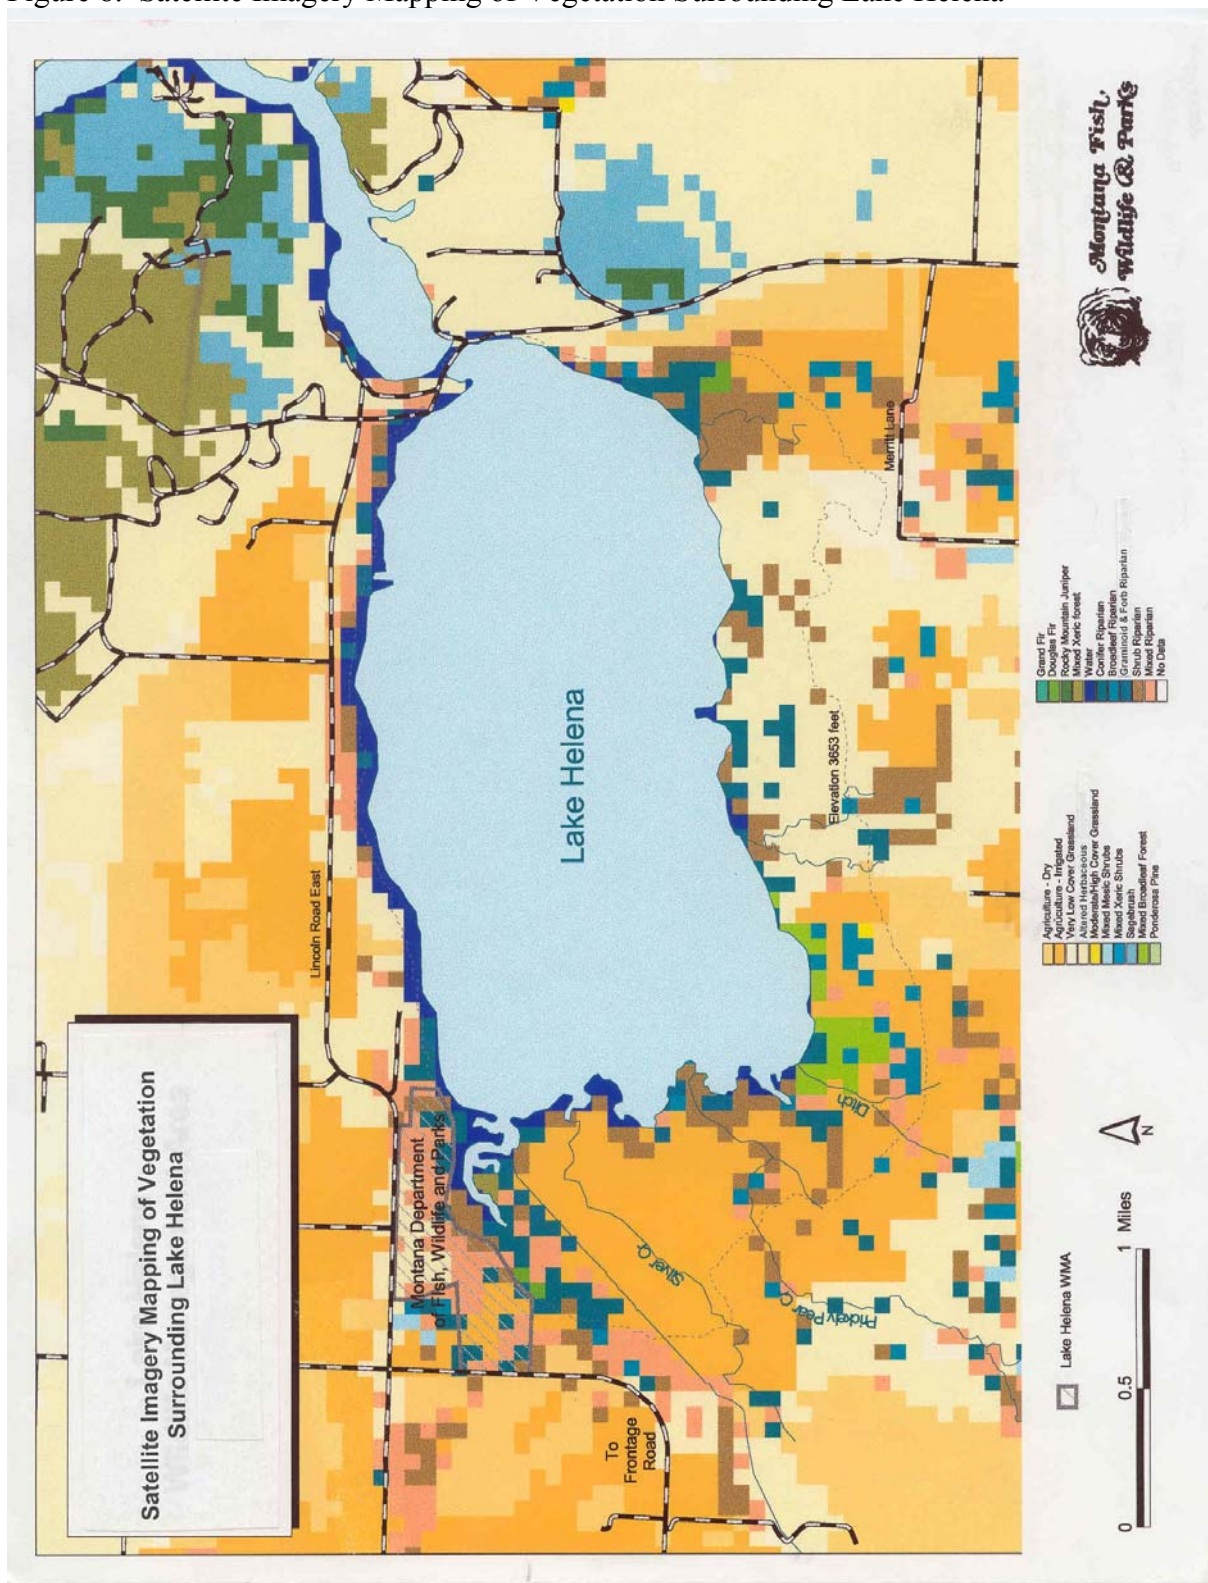 Figure 6. Satellite Imagery Mapping of Vegetation Surrounding Lake Helena
Satellite Imagery Mapping of Vegetation
Surrounding Lake Helena
Lincoln Road East
Montana Department
of Fish, Wildlife and Parks
To
Frontage
Road
Lake Helena
Silver C
Prickely Pear C
Ditch
Elevation 3653 feet
Merritt Lane
0
0.5
1 Miles
N
Lake Helena WMA
Agriculture - Dry
Agriculture - Irrigated
Very Low Cover Grassland
Altered Herbaceous
Moderate/High Cover Grassland
Mixed Mesic Shrubs
Mixed Xeric Shrubs
Sagebrush
Mixed Broadleaf Forest
Ponderosa Pine
Grand Fir
Douglas Fir
Rocky Mountain Juniper
Mixed Xeric forest
Water
Conifer Riparian
Broadleaf Riparian
Graminoid & Forb Riparian
Shrub Riparian
Mixed Riparian
No Data
Montana Fish,
Wildlife & Parks